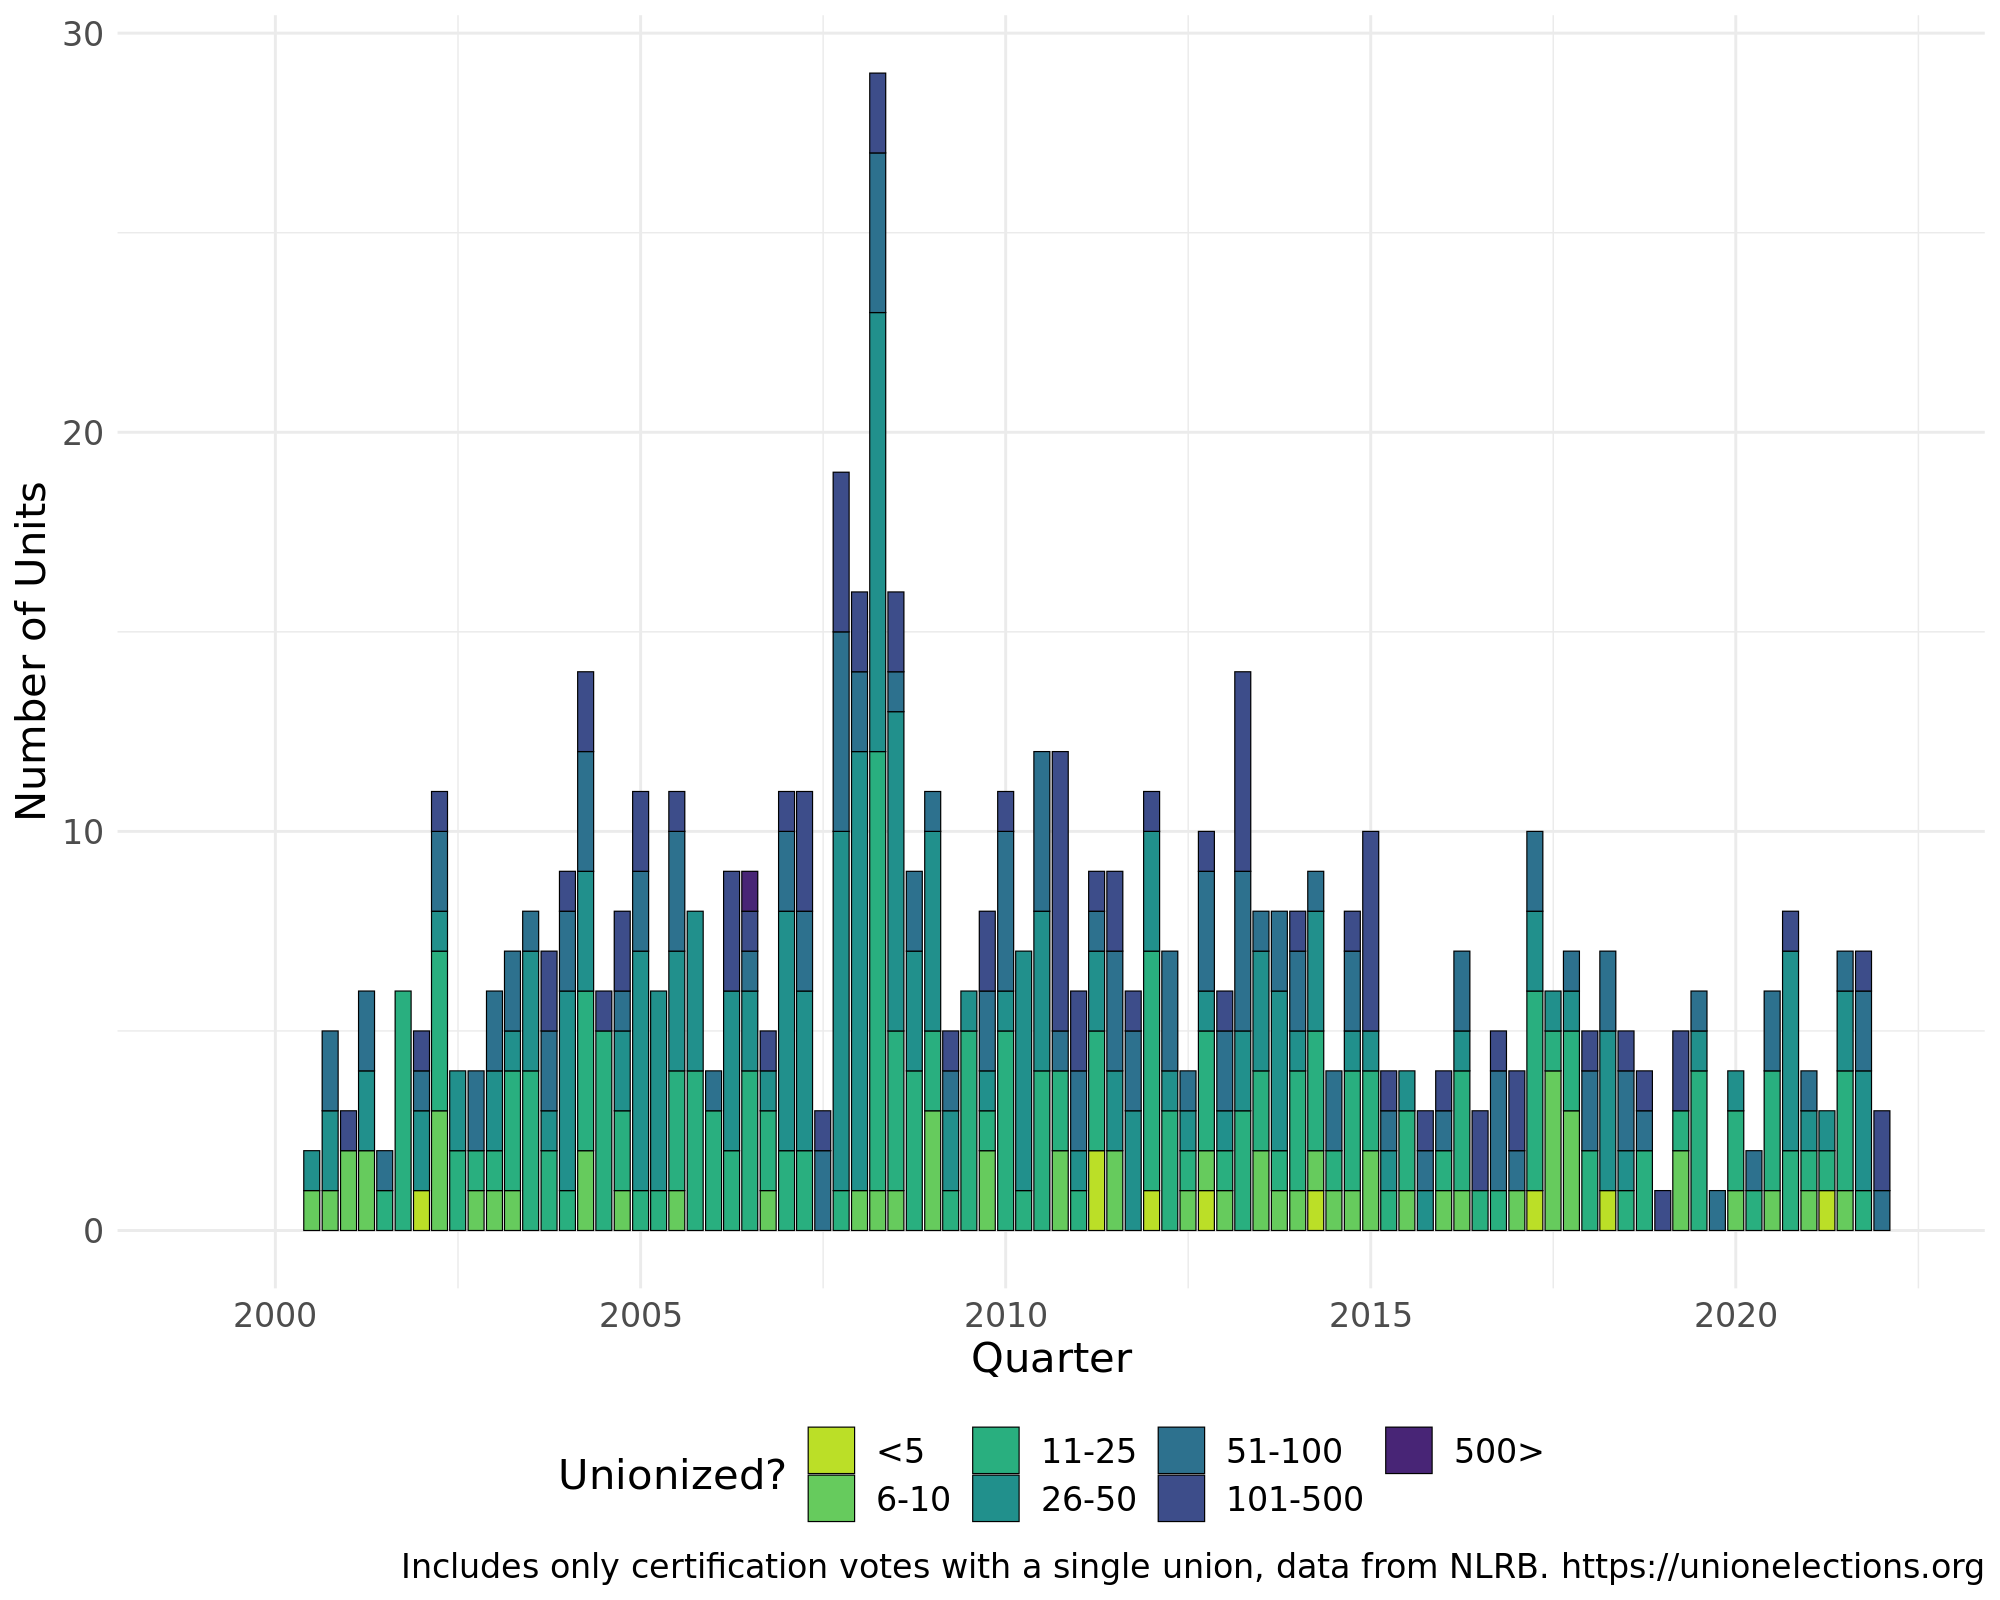 30
20
10
0
Number of Units
2000 2005 2010 2015 2020
Quarter
Unionized?
<5 11-25 51-100 500>
6-10 26-50 101-500
Includes only certification votes with a single union, data from NLRB. https://unionelections.org